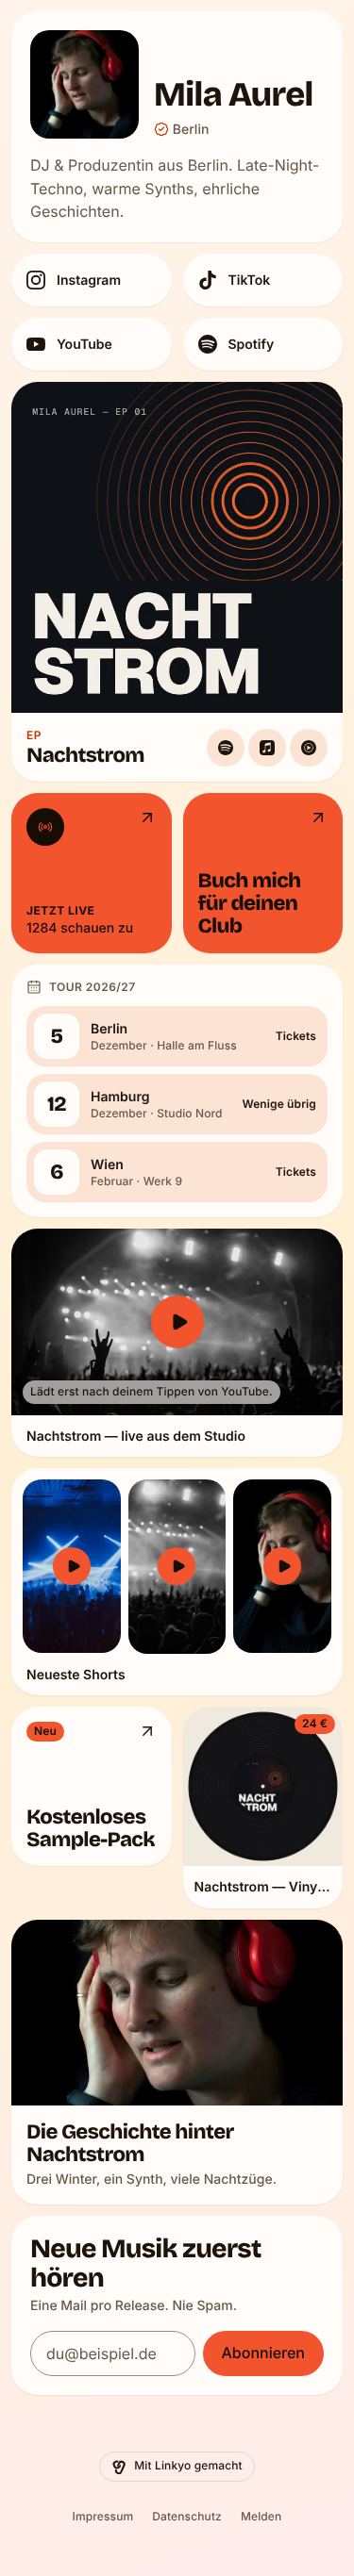 Mila Aurel
Berlin
DJ & Produzentin aus Berlin. Late-Night-
Techno, warme Synths, ehrliche
Geschichten.
Instagram
TikTok
YouTube
Spotify
MILA AUREL — EP 01
NACHT
STROM
EP
Nachtstrom
JETZT LIVE
1284 schauen zu
Buch mich
für deinen
Club
TOUR 2026/27
5
Berlin
Dezember · Halle am Fluss
Tickets
12
Hamburg
Dezember · Studio Nord
Wenige übrig
6
Wien
Februar · Werk 9
Tickets
Lädt erst nach deinem Tippen von YouTube.
Nachtstrom — live aus dem Studio
Neueste Shorts
Neu
Kostenloses
Sample-Pack
24 €
NACHT
STROM
Nachtstrom — Viny...
Die Geschichte hinter
Nachtstrom
Drei Winter, ein Synth, viele Nachtzüge.
Neue Musik zuerst
hören
Eine Mail pro Release. Nie Spam.
du@beispiel.de
Abonnieren
Mit Linkyo gemacht
Impressum
Datenschutz
Melden